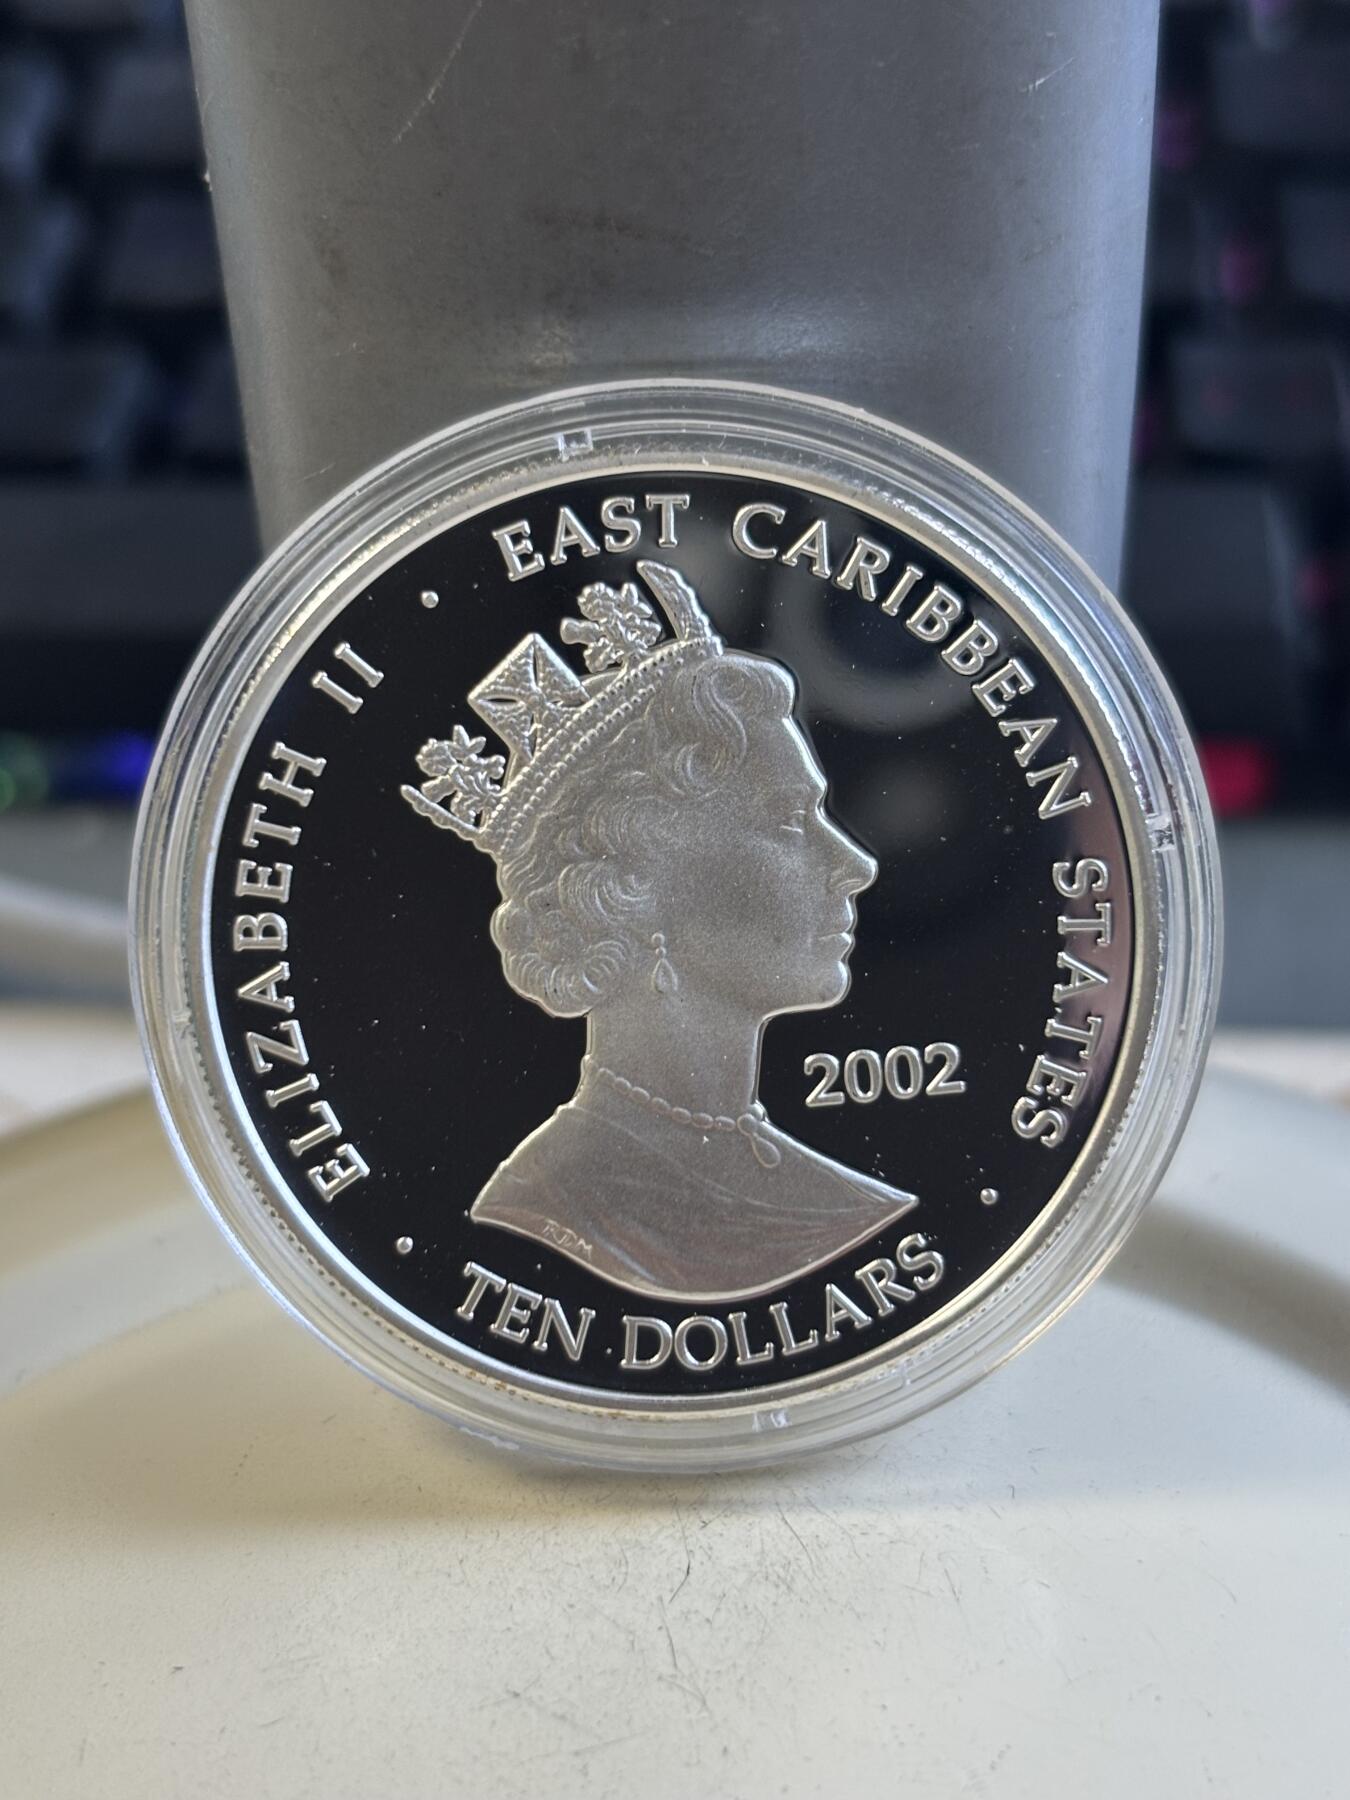 ELIZABETH II · EAST CARIBBEAN STATES · TEN DOLLARS ·
2002
RDM